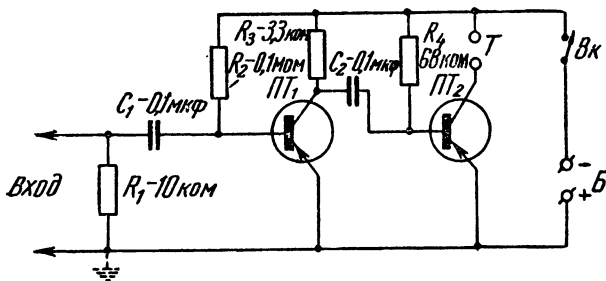 R₃-3,3ком
R₂-0,1мом
C₁-0,1мкф
ПТ₁
C₂-0,1мкф
R₄
68ком
T
ПТ₂
Вк
Вход
R₁-10ком
-
+
Б